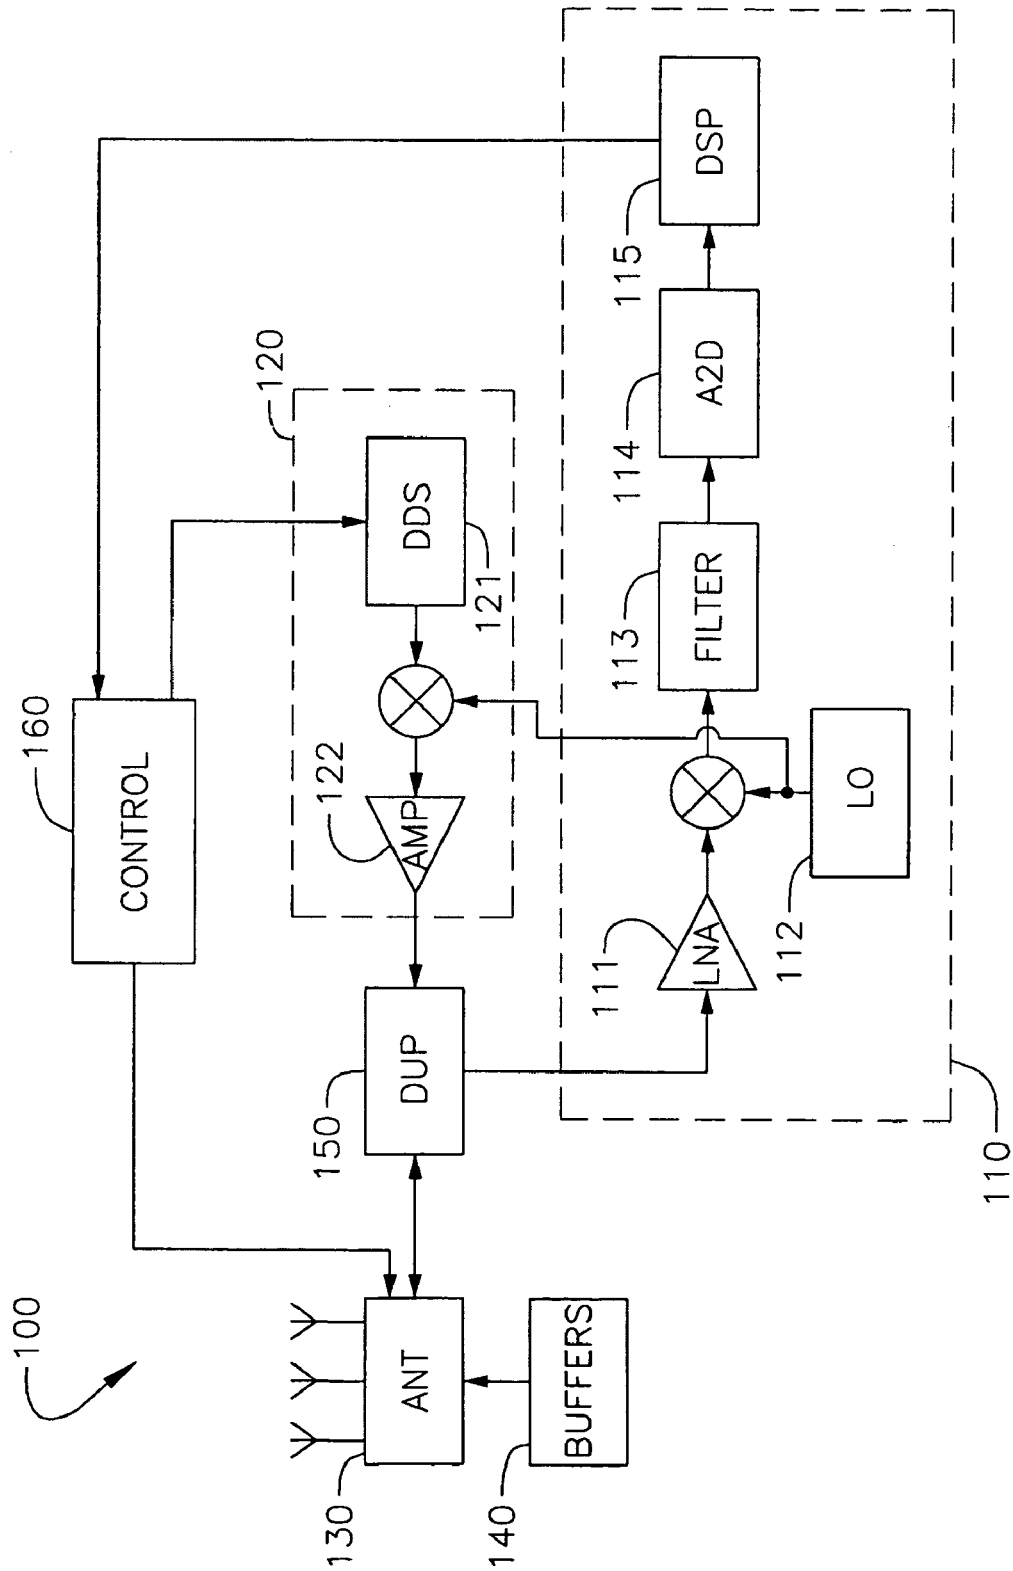 100
160
CONTROL
120
DDS
121
122
AMP
150
DUP
130
ANT
140
BUFFERS
115
DSP
114
A2D
113
FILTER
111
LNA
112
LO
110